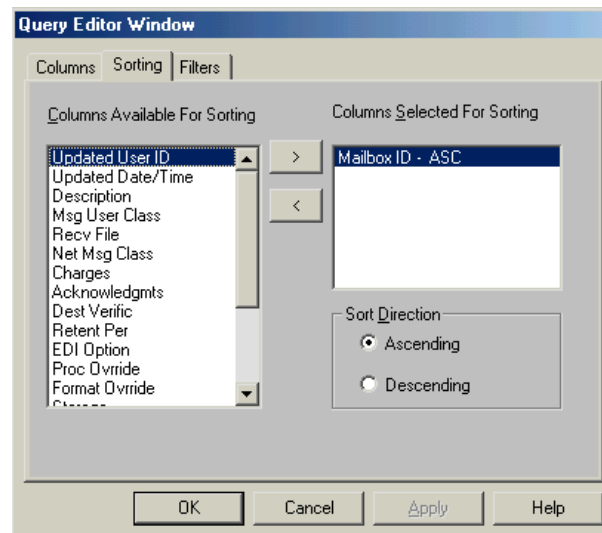 Query Editor Window
Columns Sorting Filters
Columns Available For Sorting
Updated User ID
Updated Date/Time
Description
Msg User Class
Recv File
Net Msg Class
Charges
Acknowledgmts
Dest Verific
Retent Per
EDI Option
Proc Ovrride
Format Ovrride
>
<
Columns Selected For Sorting
Mailbox ID - ASC
Sort Direction
Ascending
Descending
OK Cancel Apply Help